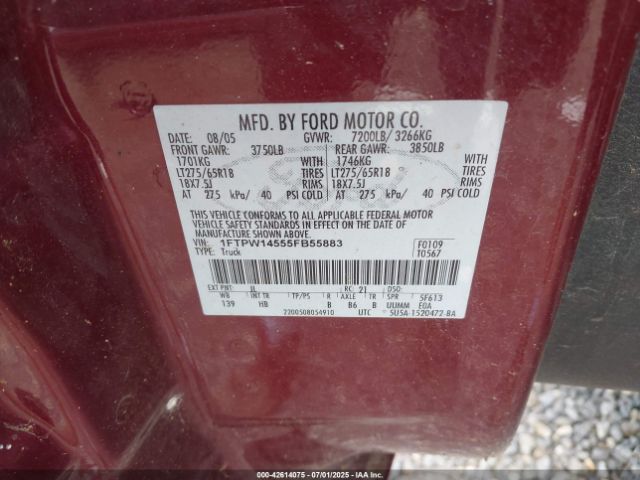 MFD. BY FORD MOTOR CO.
DATE: 08/05 GVWR: 7200LB/ 3266KG
FRONT GAWR: 3750LB REAR GAWR: 3850LB
1701KG WITH 1746KG WITH
LT275/65R18 TIRES LT275/65R18 TIRES
18X7.5J RIMS 18X7.5J RIMS
AT 275 kPa/ 40 PSI COLD AT 275 kPa/ 40 PSI COLD
THIS VEHICLE CONFORMS TO ALL APPLICABLE FEDERAL MOTOR
VEHICLE SAFETY STANDARDS IN EFFECT ON THE DATE OF
MANUFACTURE SHOWN ABOVE.
VIN: 1FTPW14555FB55883 F0109
TYPE: Truck T0567
EXT PNT: RC: 21 DSO:
WB INT TR TP/PS R AXLE TR SPR 5F613
139 HB B B6 B UUMM EOA
2200508054910 UTC 5U5A-1520472-BA
000-42614075 | 07/01/2025 | IAAI.COM